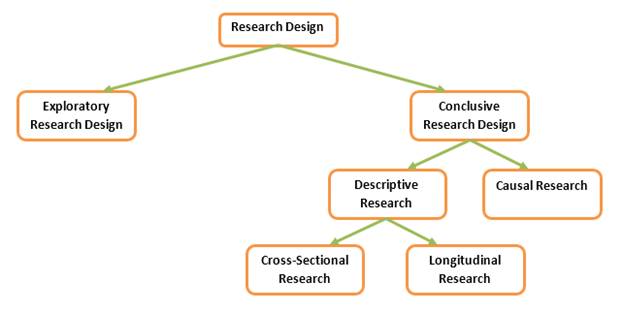 Research Design
Exploratory
Research Design
Conclusive
Research Design
Descriptive
Research
Causal Research
Cross-Sectional
Research
Longitudinal
Research